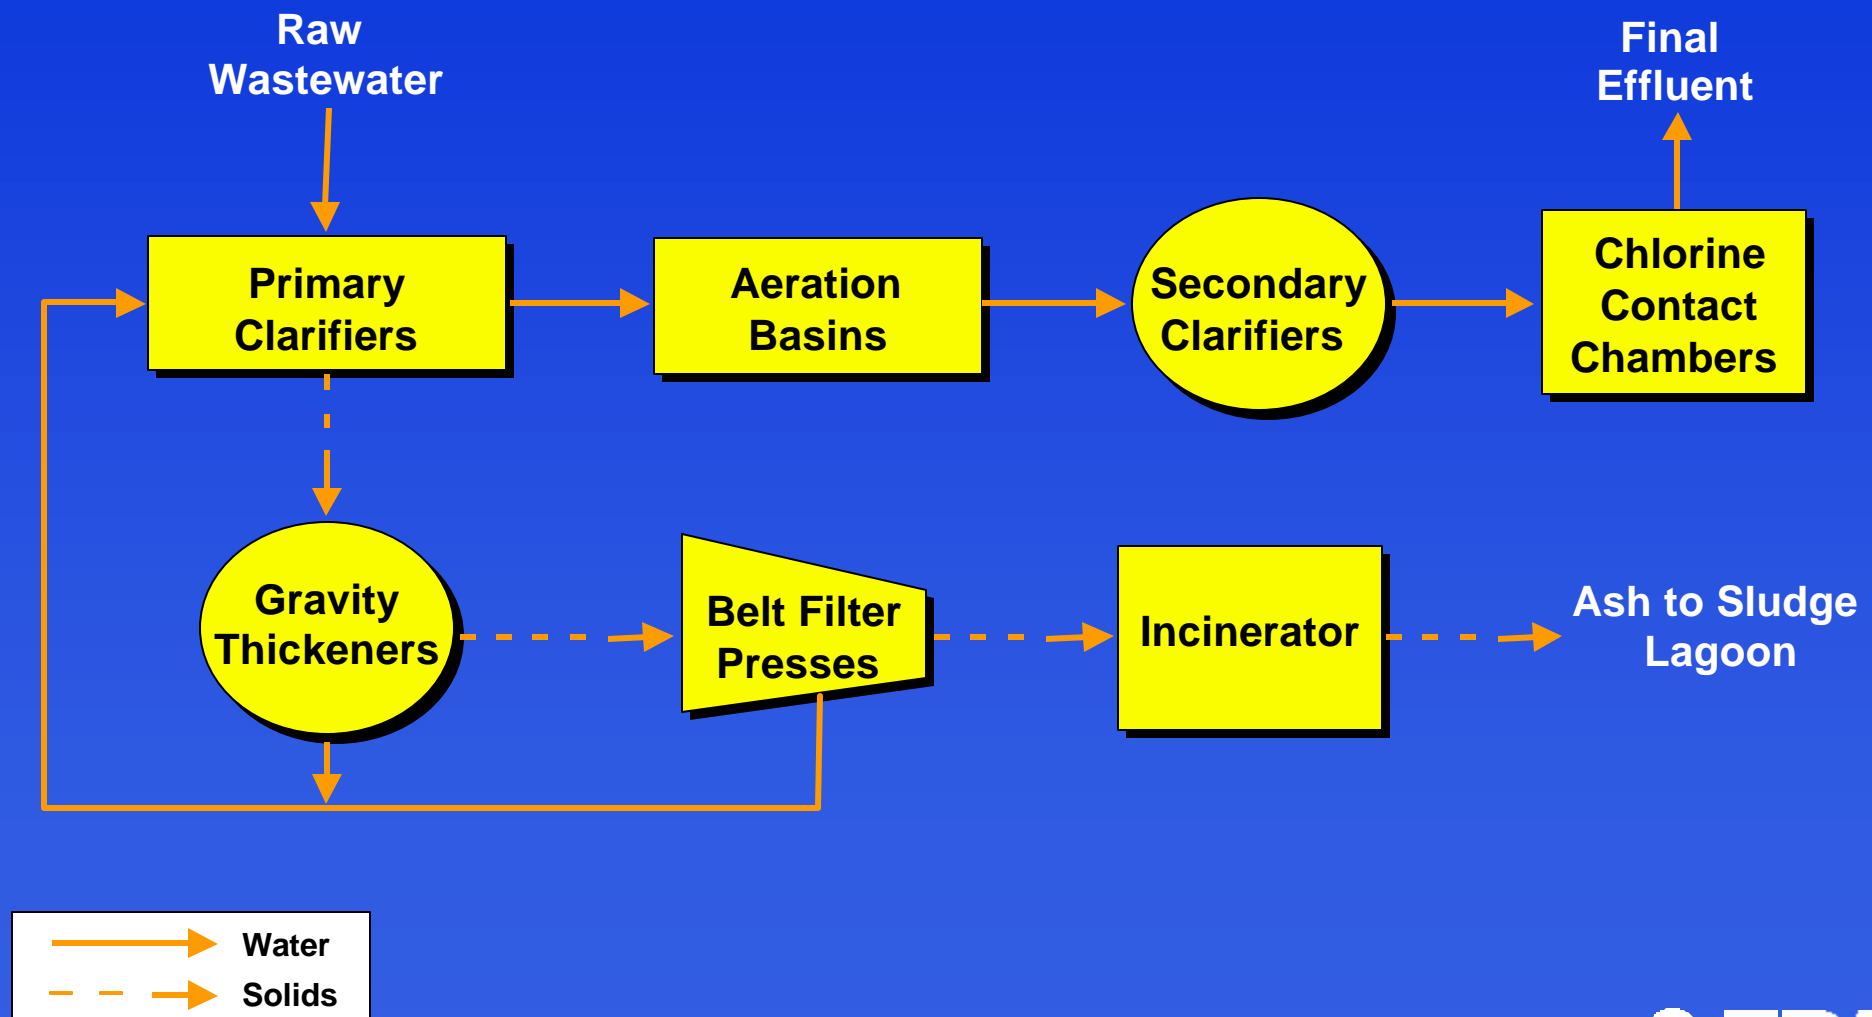 Raw
Wastewater
Final
Effluent
Primary
Clarifiers
Aeration
Basins
Secondary
Clarifiers
Chlorine
Contact
Chambers
Gravity
Thickeners
Belt Filter
Presses
Incinerator
Ash to Sludge
Lagoon
Water
Solids